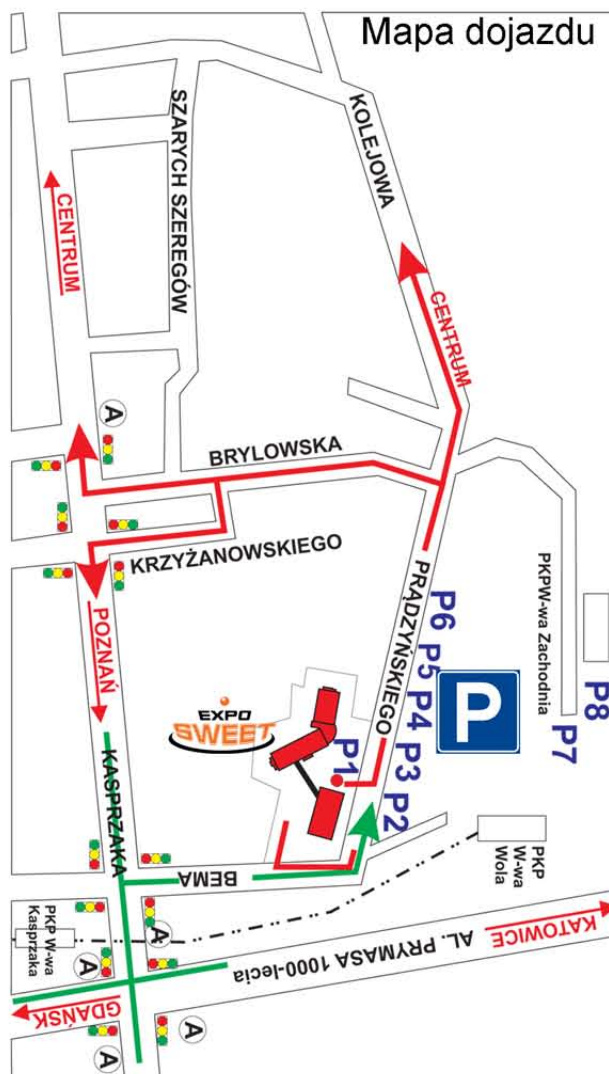 Mapa dojazdu
KOLEJOWA
SZARYCH SZEREGÓW
CENTRUM
CENTRUM
A
BRYLOWSKA
KRZYŻANOWSKIEGO
POZNAŃ
PRĄDZYŃSKIEGO
PKPW-wa Zachodnia
P6
P5
P4
P3
P2
P
P8
P7
EXPO
SWEET
P1
KASPRZAKA
BEMA
PKP
W-wa
Wola
PKP W-wa
Kasprzaka
A
A
AL. PRYMASA 1000-lecia
KATOWICE
GDAŃSK
A
A